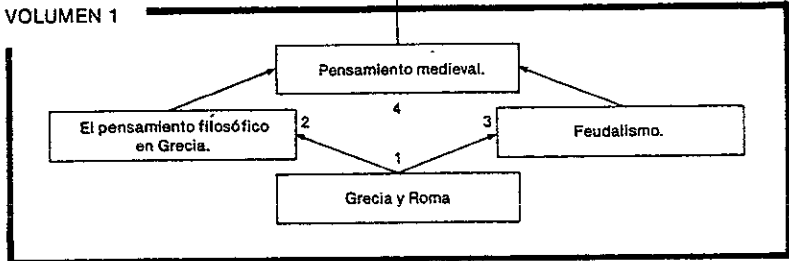 VOLUMEN 1
Pensamiento medieval.
4
El pensamiento filosófico
en Grecia.
2
3
Feudalismo.
1
Grecia y Roma